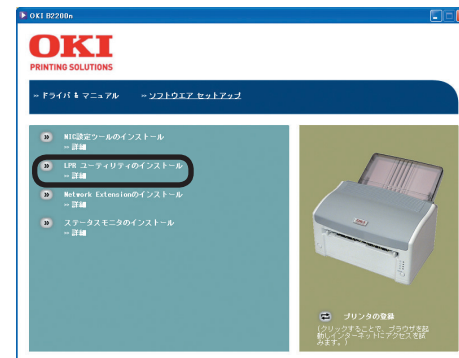 OKI B2200n
OKI
PRINTING SOLUTIONS
ドライバ & マニュアル
ソフトウエア セットアップ
NIC設定ツールのインストール
詳細
LPR ユーティリティのインストール
詳細
Network Extensionのインストール
詳細
ステータスモニタのインストール
詳細
プリンタの登録
(クリックすることで、ブラウザを起
動しインターネットにアクセスを試
みます。)